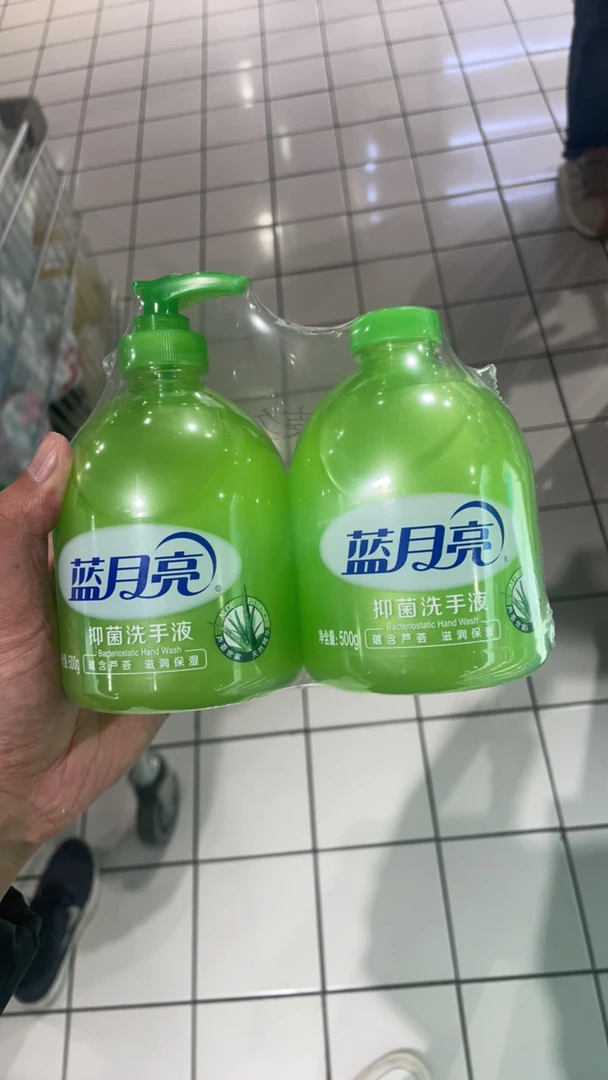 蓝月亮
®
抑菌洗手液
Bacteriostatic Hand Wash
500g
蕴含芦荟 滋润保湿
蓝月亮
抑菌洗手液
Bacteriostatic Hand Wash
净含量: 500g
蕴含芦荟 滋润保湿